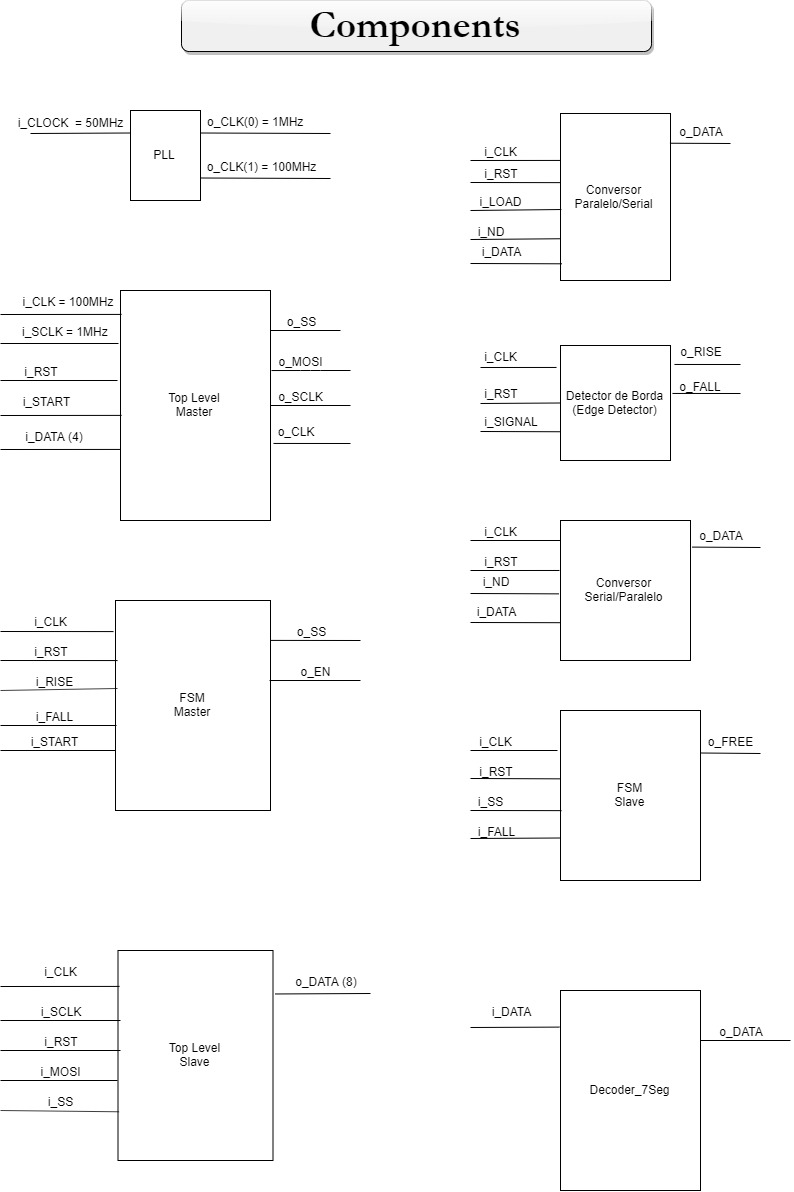 Components
i_CLOCK = 50MHz
PLL
o_CLK(0) = 1MHz
o_CLK(1) = 100MHz
i_CLK
i_RST
i_LOAD
i_ND
i_DATA
Conversor
Paralelo/Serial
o_DATA
i_CLK = 100MHz
i_SCLK = 1MHz
i_RST
i_START
i_DATA (4)
Top Level
Master
o_SS
o_MOSI
o_SCLK
o_CLK
i_CLK
i_RST
i_SIGNAL
Detector de Borda
(Edge Detector)
o_RISE
o_FALL
i_CLK
i_RST
i_ND
i_DATA
Conversor
Serial/Paralelo
o_DATA
i_CLK
i_RST
i_RISE
i_FALL
i_START
FSM
Master
o_SS
o_EN
i_CLK
i_RST
i_SS
i_FALL
FSM
Slave
o_FREE
i_CLK
i_SCLK
i_RST
i_MOSI
i_SS
Top Level
Slave
o_DATA (8)
i_DATA
Decoder_7Seg
o_DATA